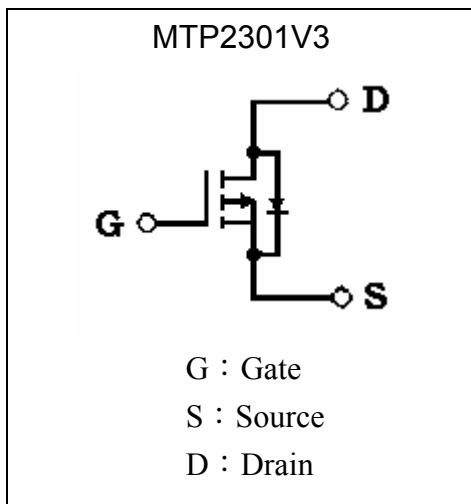 MTP2301V3
D
G
S
G：Gate
S：Source
D：Drain